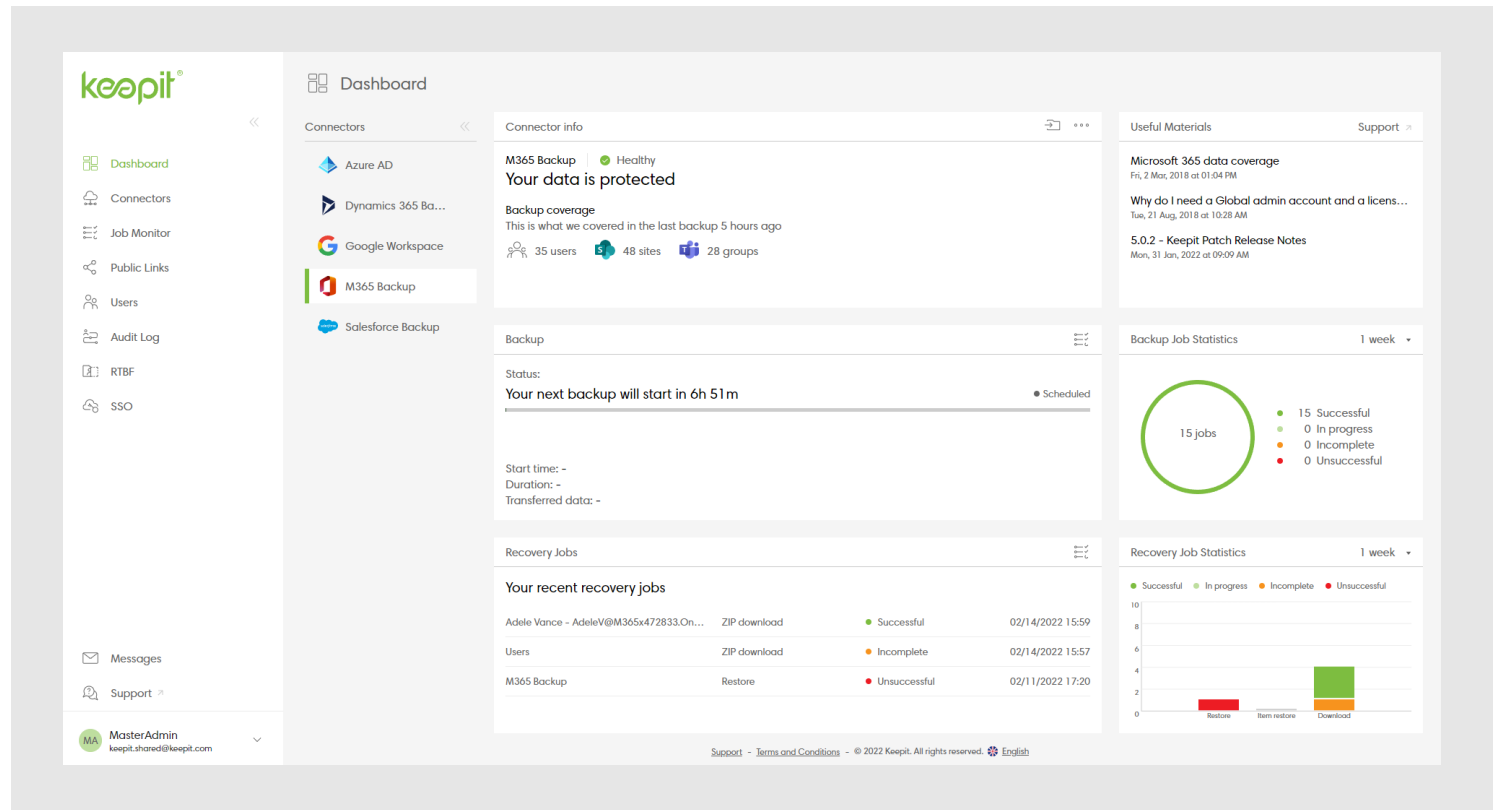 keepit®
Dashboard
Connectors
Job Monitor
Public Links
Users
Audit Log
RTBF
SSO
Messages
Support
MA
MasterAdmin
keepit.shared@keepit.com
Dashboard
Connectors
Azure AD
Dynamics 365 Ba...
Google Workspace
M365 Backup
salesforce
Salesforce Backup
Connector info
M365 Backup
Healthy
Your data is protected
Backup coverage
This is what we covered in the last backup 5 hours ago
35 users
S
48 sites
T
28 groups
Backup
Status:
Your next backup will start in 6h 51m
Scheduled
Start time: -
Duration: -
Transferred data: -
Recovery Jobs
Your recent recovery jobs
Adele Vance - AdeleV@M365x472833,On... ZIP download Successful 02/14/2022 15:59
Users ZIP download Incomplete 02/14/2022 15:57
M365 Backup Restore Unsuccessful 02/11/2022 17:20
Useful Materials
Support
Microsoft 365 data coverage
Fri, 2 Mar, 2018 at 01:04 PM
Why do I need a Global admin account and a licens...
Tue, 21 Aug, 2018 at 10:28 AM
5.0.2 - Keepit Patch Release Notes
Mon, 31 Jan, 2022 at 09:09 AM
Backup Job Statistics
1 week
15 jobs
15 Successful
0 In progress
0 Incomplete
0 Unsuccessful
Recovery Job Statistics
1 week
Successful In progress Incomplete Unsuccessful
10
8
6
4
2
0
Restore Item restore Download
Support - Terms and Conditions - © 2022 Keepit. All rights reserved. English